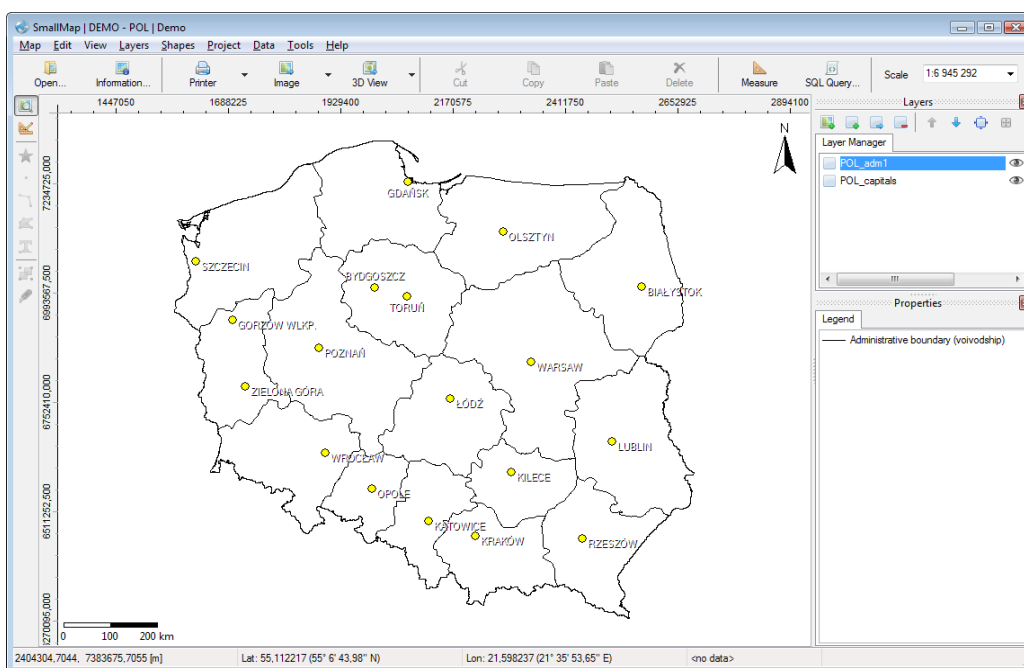 SmallMap | DEMO - POL | Demo
Map Edit View Layers Shapes Project Data Tools Help
Open... Information... Printer Image 3D View Cut Copy Paste Delete Measure SQL Query... Scale 1:6 945 292
1447050 1688225 1929400 2170575 2411750 2652925 2894100
Layers
Layer Manager
POL_adm1
POL_capitals
Properties
Legend
Administrative boundary (voivodship)
7234725,000
6993567,500
6752410,000
6511252,500
6270095,000
N
GDAŃSK
OLSZTYN
SZCZECIN
BYDGOSZCZ
BIAŁYSTOK
TORUŃ
GORZÓW WLKP.
POZNAŃ
WARSAW
ZIELONA GÓRA
ŁÓDŹ
LUBLIN
WROCŁAW
KILECE
OPOLE
KATOWICE
KRAKÓW
RZESZÓW
0 100 200 km
2404304,7044, 7383675,7055 [m] Lat: 55,112217 (55° 6' 43,98" N) Lon: 21,598237 (21° 35' 53,65" E) <no data>